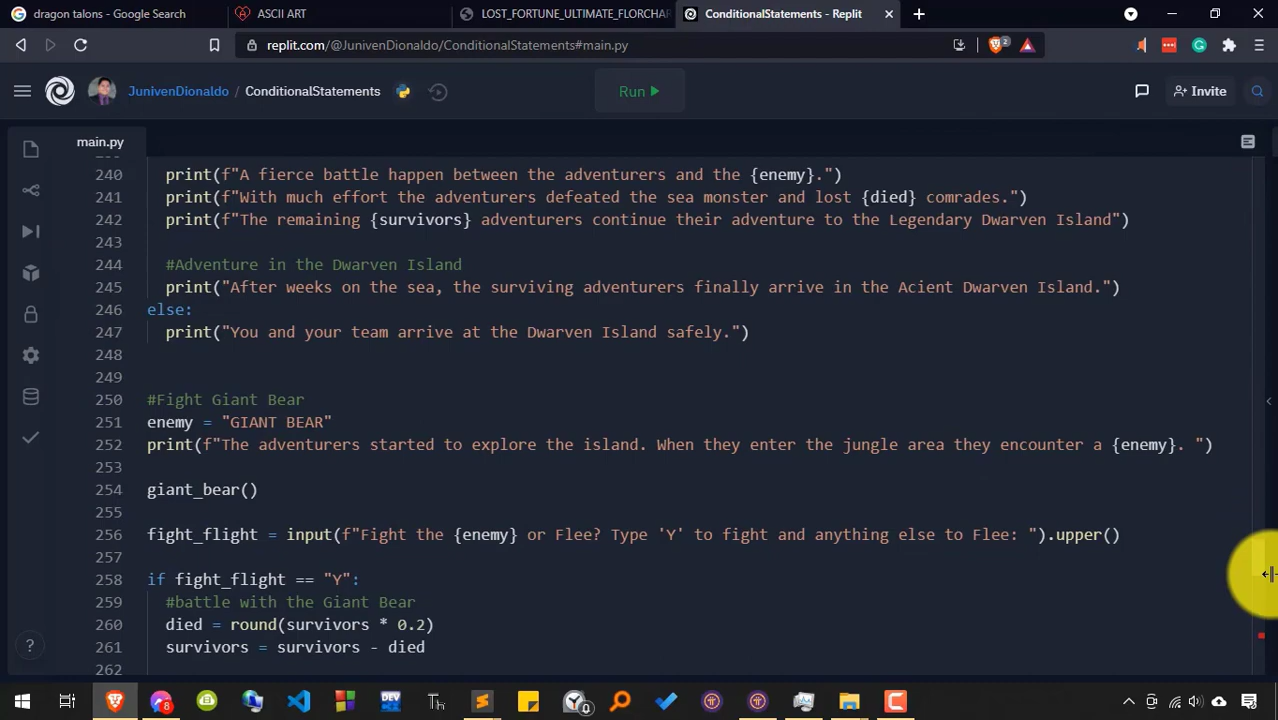 dragon talons - Google Search
ASCII ART
LOST_FORTUNE_ULTIMATE_FLORCHAR
ConditionalStatements - Replit
replit.com/@JunivenDionaldo/ConditionalStatements#main.py
2
JunivenDionaldo / ConditionalStatements
Run
Invite
main.py
240 print(f"A fierce battle happen between the adventurers and the {enemy}.")
241 print(f"With much effort the adventurers defeated the sea monster and lost {died} comrades.")
242 print(f"The remaining {survivors} adventurers continue their adventure to the Legendary Dwarven Island")
243
244 #Adventure in the Dwarven Island
245 print("After weeks on the sea, the surviving adventurers finally arrive in the Acient Dwarven Island.")
246 else:
247 print("You and your team arrive at the Dwarven Island safely.")
248
249
250 #Fight Giant Bear
251 enemy = "GIANT BEAR"
252 print(f"The adventurers started to explore the island. When they enter the jungle area they encounter a {enemy}. ")
253
254 giant_bear()
255
256 fight_flight = input(f"Fight the {enemy} or Flee? Type 'Y' to fight and anything else to Flee: ").upper()
257
258 if fight_flight == "Y":
259 #battle with the Giant Bear
260 died = round(survivors * 0.2)
261 survivors = survivors - died
262
?
8
DEV